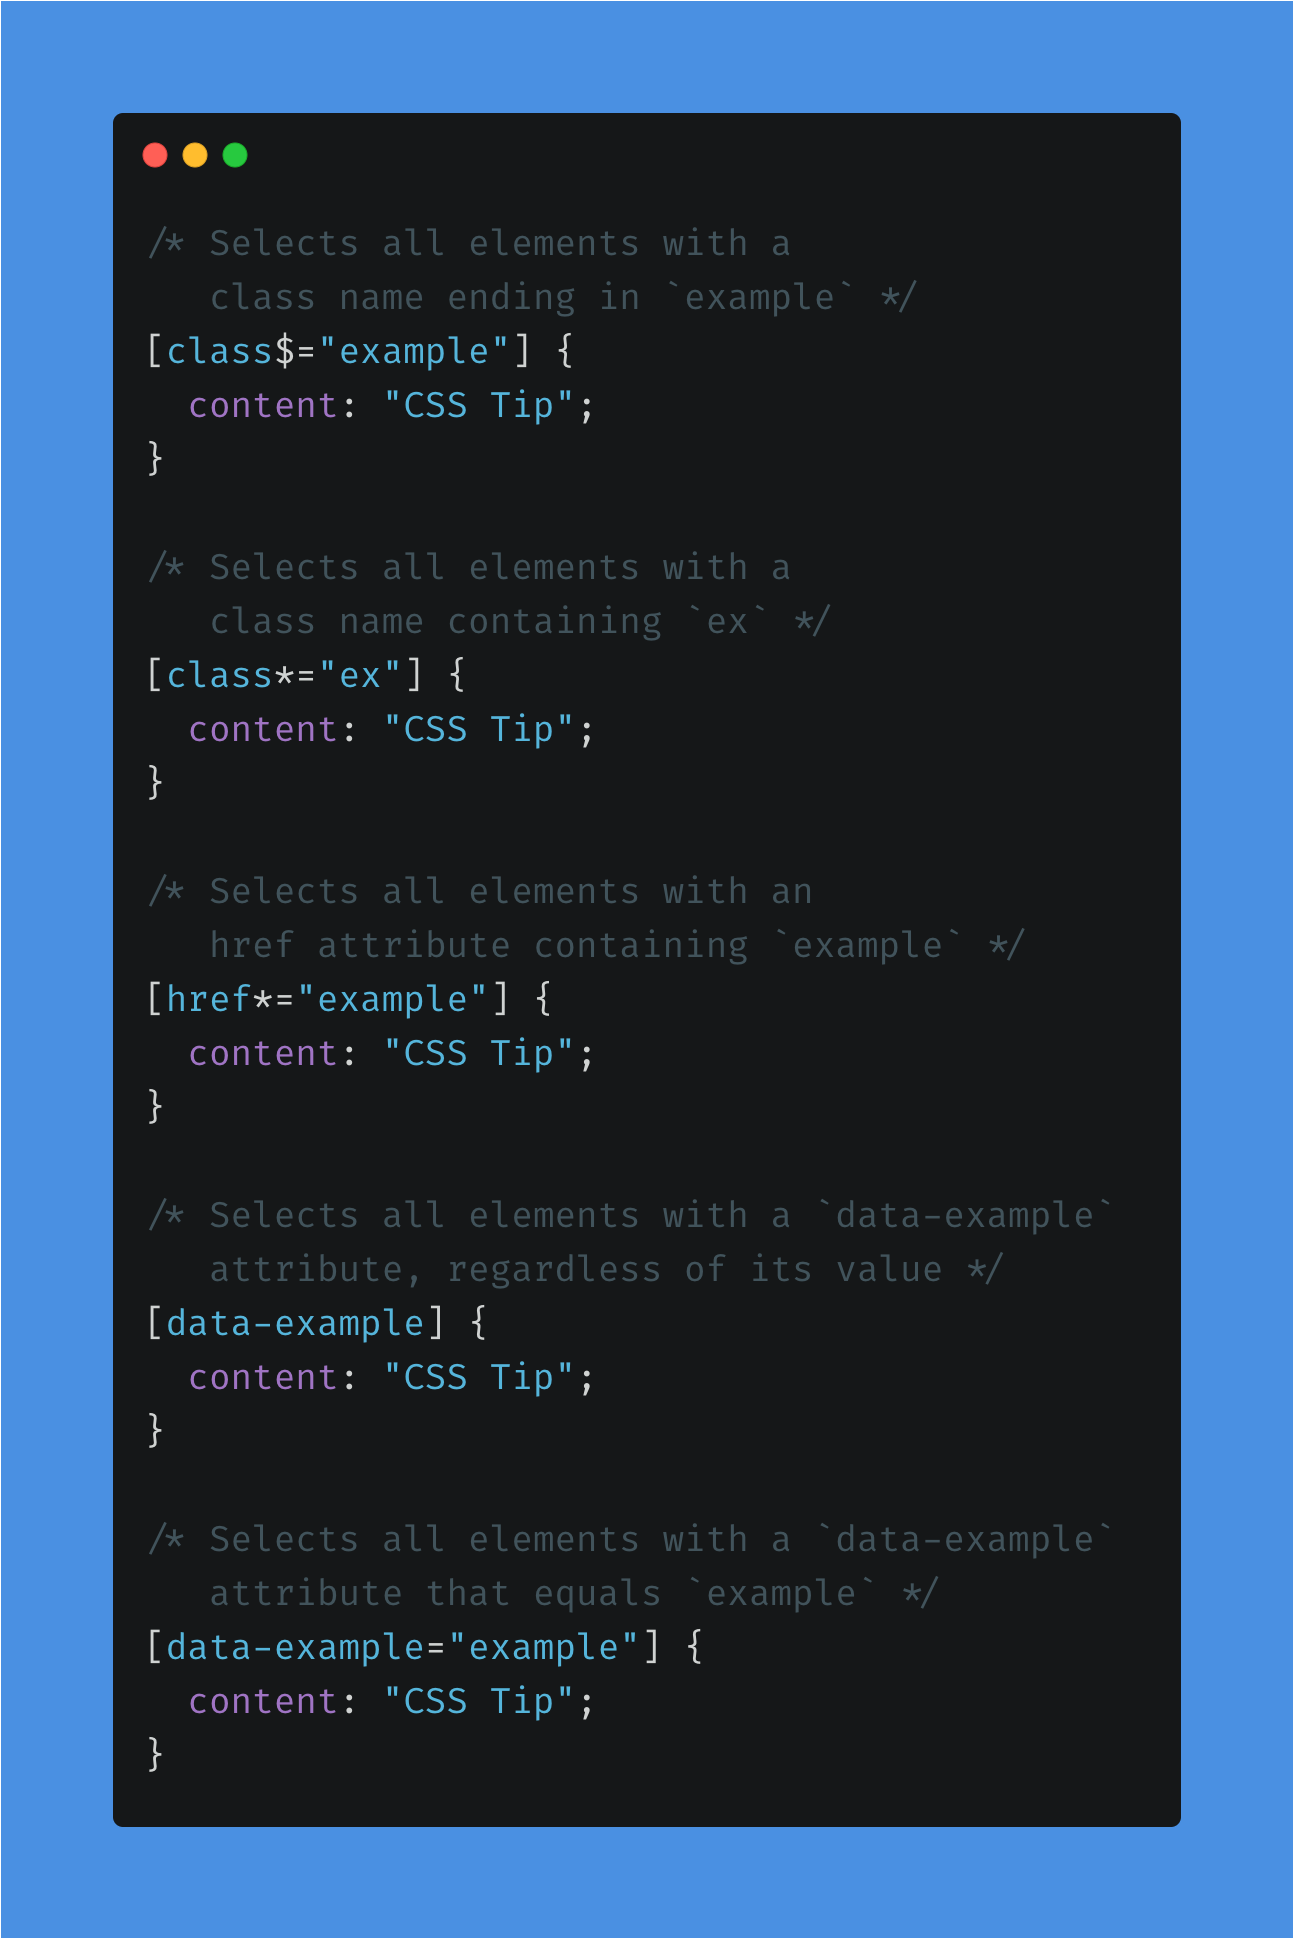 /* Selects all elements with a
   class name ending in `example` */
[class$="example"] {
  content: "CSS Tip";
}

/* Selects all elements with a
   class name containing `ex` */
[class*="ex"] {
  content: "CSS Tip";
}

/* Selects all elements with an
   href attribute containing `example` */
[href*="example"] {
  content: "CSS Tip";
}

/* Selects all elements with a `data-example`
   attribute, regardless of its value */
[data-example] {
  content: "CSS Tip";
}

/* Selects all elements with a `data-example`
   attribute that equals `example` */
[data-example="example"] {
  content: "CSS Tip";
}